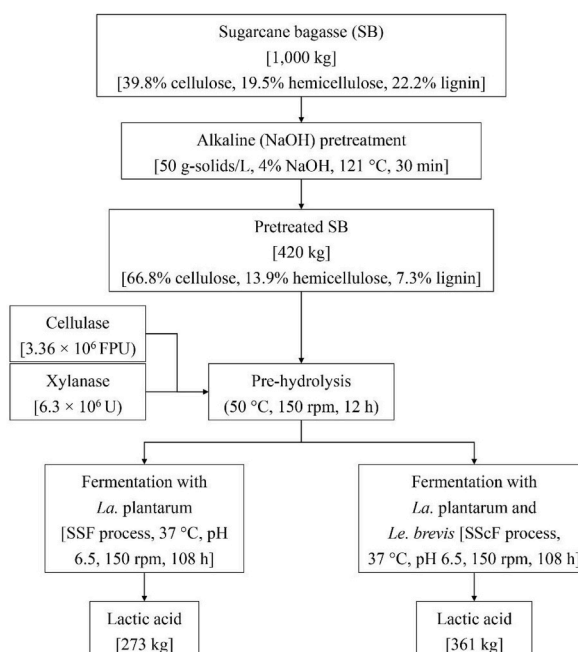 Sugarcane bagasse (SB)
[1,000 kg]
[39.8% cellulose, 19.5% hemicellulose, 22.2% lignin]
Alkaline (NaOH) pretreatment
[50 g-solids/L, 4% NaOH, 121 °C, 30 min]
Pretreated SB
[420 kg]
[66.8% cellulose, 13.9% hemicellulose, 7.3% lignin]
Cellulase
[3.36 × 10⁶ FPU)
Xylanase
[6.3 × 10⁶ U)
Pre-hydrolysis
(50 °C, 150 rpm, 12 h)
Fermentation with
La. plantarum
[SSF process, 37 °C, pH
6.5, 150 rpm, 108 h]
Fermentation with
La. plantarum and
Le. brevis [SScF process,
37 °C, pH 6.5, 150 rpm, 108 h]
Lactic acid
[273 kg]
Lactic acid
[361 kg]